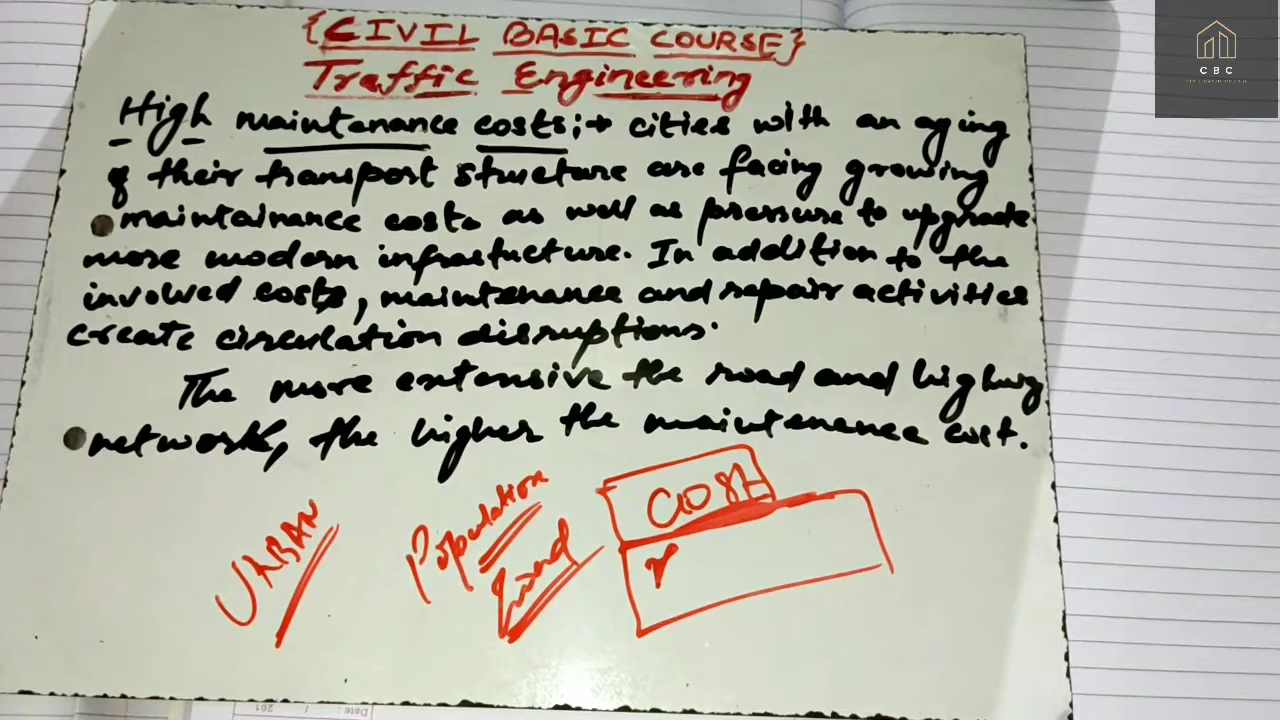 {CIVIL BASIC COURSE}
Traffic Engineering
High maintenance costs:→ cities with an aging
of their transport structure are facing growing
maintainance costs as well as pressure to upgrade
more modern infrastucture. In addition to the
involved costs, maintenance and repair activities
create circulation disruptions.
The more extensive the road and highway
network, the higher the maintenance cost.
URBAN
Population
Cost
r
CBC
Date: / / 201